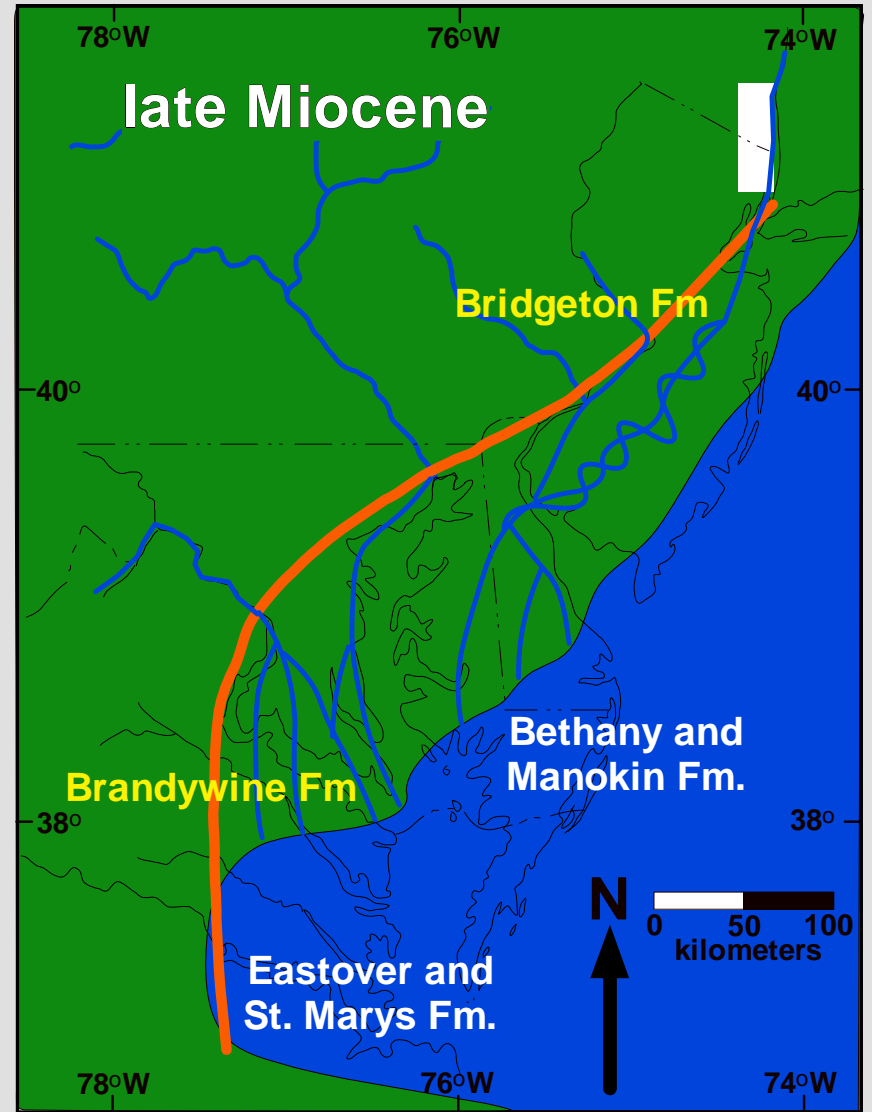 78°W 76°W 74°W
late Miocene
Bridgeton Fm
40° 40°
Bethany and
Manokin Fm.
Brandywine Fm
38° 38°
N
0 50 100
kilometers
Eastover and
St. Marys Fm.
78°W 76°W 74°W